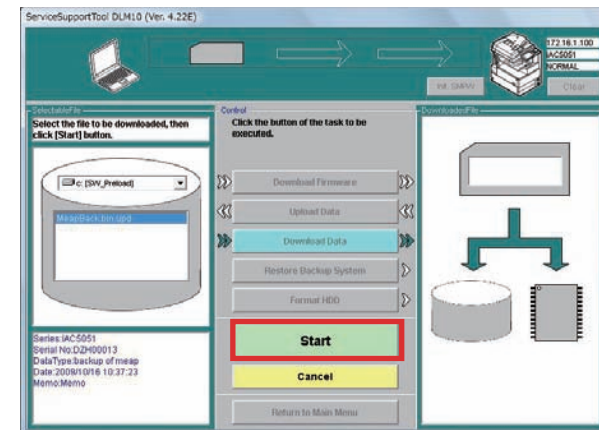 ServiceSupportTool DLM10 (Ver. 4.22E)
172.16.1.100
iAC5051
NORMAL
Clear
SelectableFile
Select the file to be downloaded, then
click [Start] button.
c: [SW_Preload]
MeapBack.bin.upd
Series:iAC5051
Serial No:DZH00013
DataType:backup of meap
Date:2009/10/16 10:37:23
Memo:Memo
Control
Click the button of the task to be
executed.
Download Firmware
Upload Data
Download Data
Restore Backup System
Format HDD
Start
Cancel
Return to Main Menu
DownloadedFile